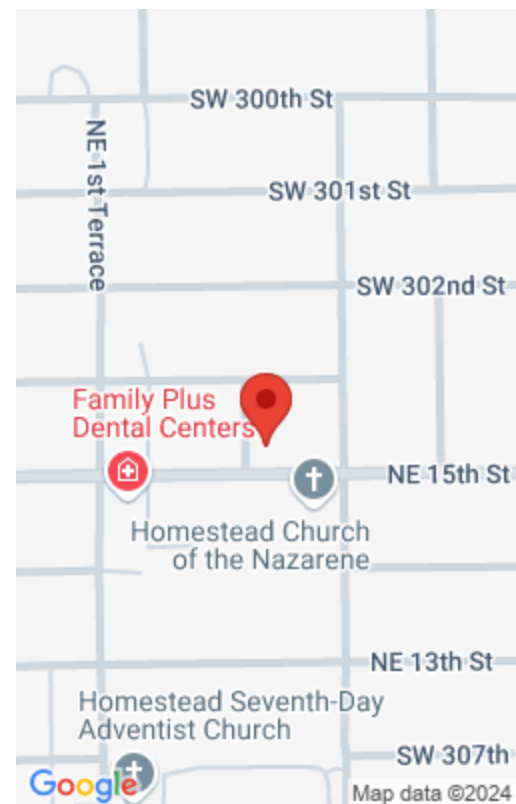 SW 300th St
NE 1st Terrace
SW 301st St
SW 302nd St
Family Plus
Dental Centers
NE 15th St
Homestead Church
of the Nazarene
NE 13th St
Homestead Seventh-Day
Adventist Church
SW 307th
Google
Map data ©2024